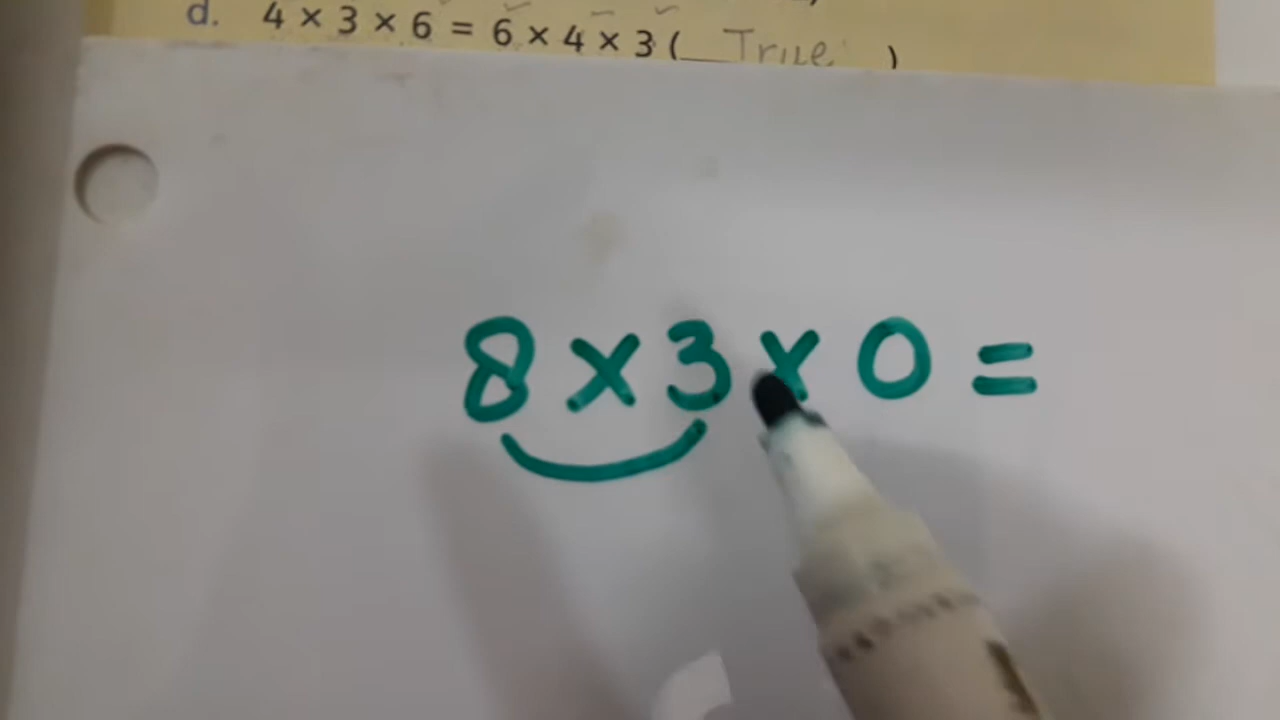 d. 4 × 3 × 6 = 6 × 4 × 3 ( True )
8 × 3 × 0 =